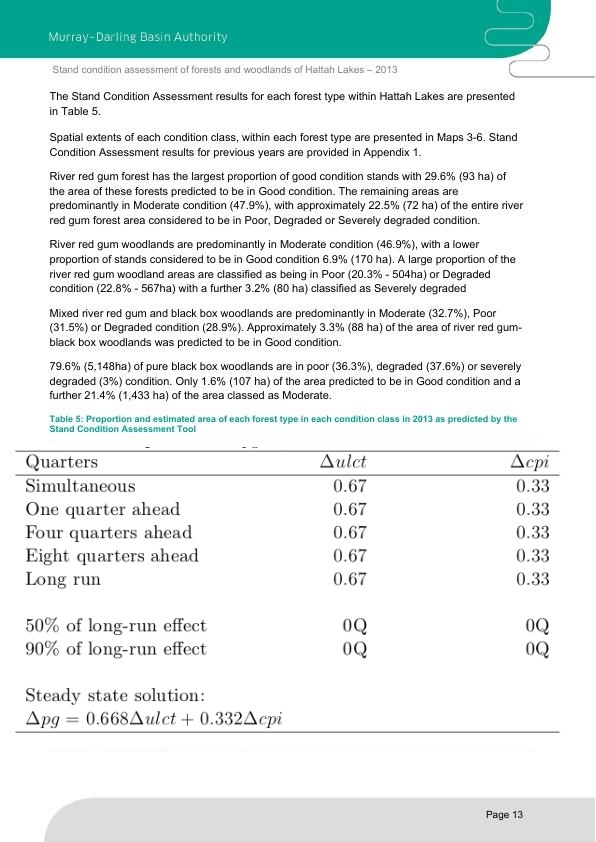 Murray-Darling Basin Authority
Stand condition assessment of forests and woodlands of Hattah Lakes – 2013
The Stand Condition Assessment results for each forest type within Hattah Lakes are presented
in Table 5.
Spatial extents of each condition class, within each forest type are presented in Maps 3-6. Stand
Condition Assessment results for previous years are provided in Appendix 1.
River red gum forest has the largest proportion of good condition stands with 29.6% (93 ha) of
the area of these forests predicted to be in Good condition. The remaining areas are
predominantly in Moderate condition (47.9%), with approximately 22.5% (72 ha) of the entire river
red gum forest area considered to be in Poor, Degraded or Severely degraded condition.
River red gum woodlands are predominantly in Moderate condition (46.9%), with a lower
proportion of stands considered to be in Good condition 6.9% (170 ha). A large proportion of the
river red gum woodland areas are classified as being in Poor (20.3% - 504ha) or Degraded
condition (22.8% - 567ha) with a further 3.2% (80 ha) classified as Severely degraded
Mixed river red gum and black box woodlands are predominantly in Moderate (32.7%), Poor
(31.5%) or Degraded condition (28.9%). Approximately 3.3% (88 ha) of the area of river red gum-
black box woodlands was predicted to be in Good condition.
79.6% (5,148ha) of pure black box woodlands are in poor (36.3%), degraded (37.6%) or severely
degraded (3%) condition. Only 1.6% (107 ha) of the area predicted to be in Good condition and a
further 21.4% (1,433 ha) of the area classed as Moderate.
Table 5: Proportion and estimated area of each forest type in each condition class in 2013 as predicted by the
Stand Condition Assessment Tool
Quarters Δulct Δcpi
Simultaneous 0.67 0.33
One quarter ahead 0.67 0.33
Four quarters ahead 0.67 0.33
Eight quarters ahead 0.67 0.33
Long run 0.67 0.33
50% of long-run effect 0Q 0Q
90% of long-run effect 0Q 0Q
Steady state solution:
Δpg = 0.668Δulct + 0.332Δcpi
Page 13